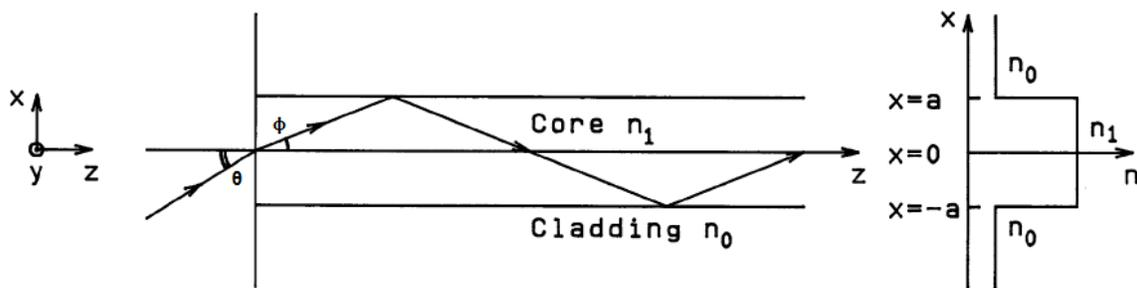 x
y
z
θ
φ
Core n₁
z
Cladding n₀
x
x=a
x=0
x=-a
n₀
n₁
n
n₀